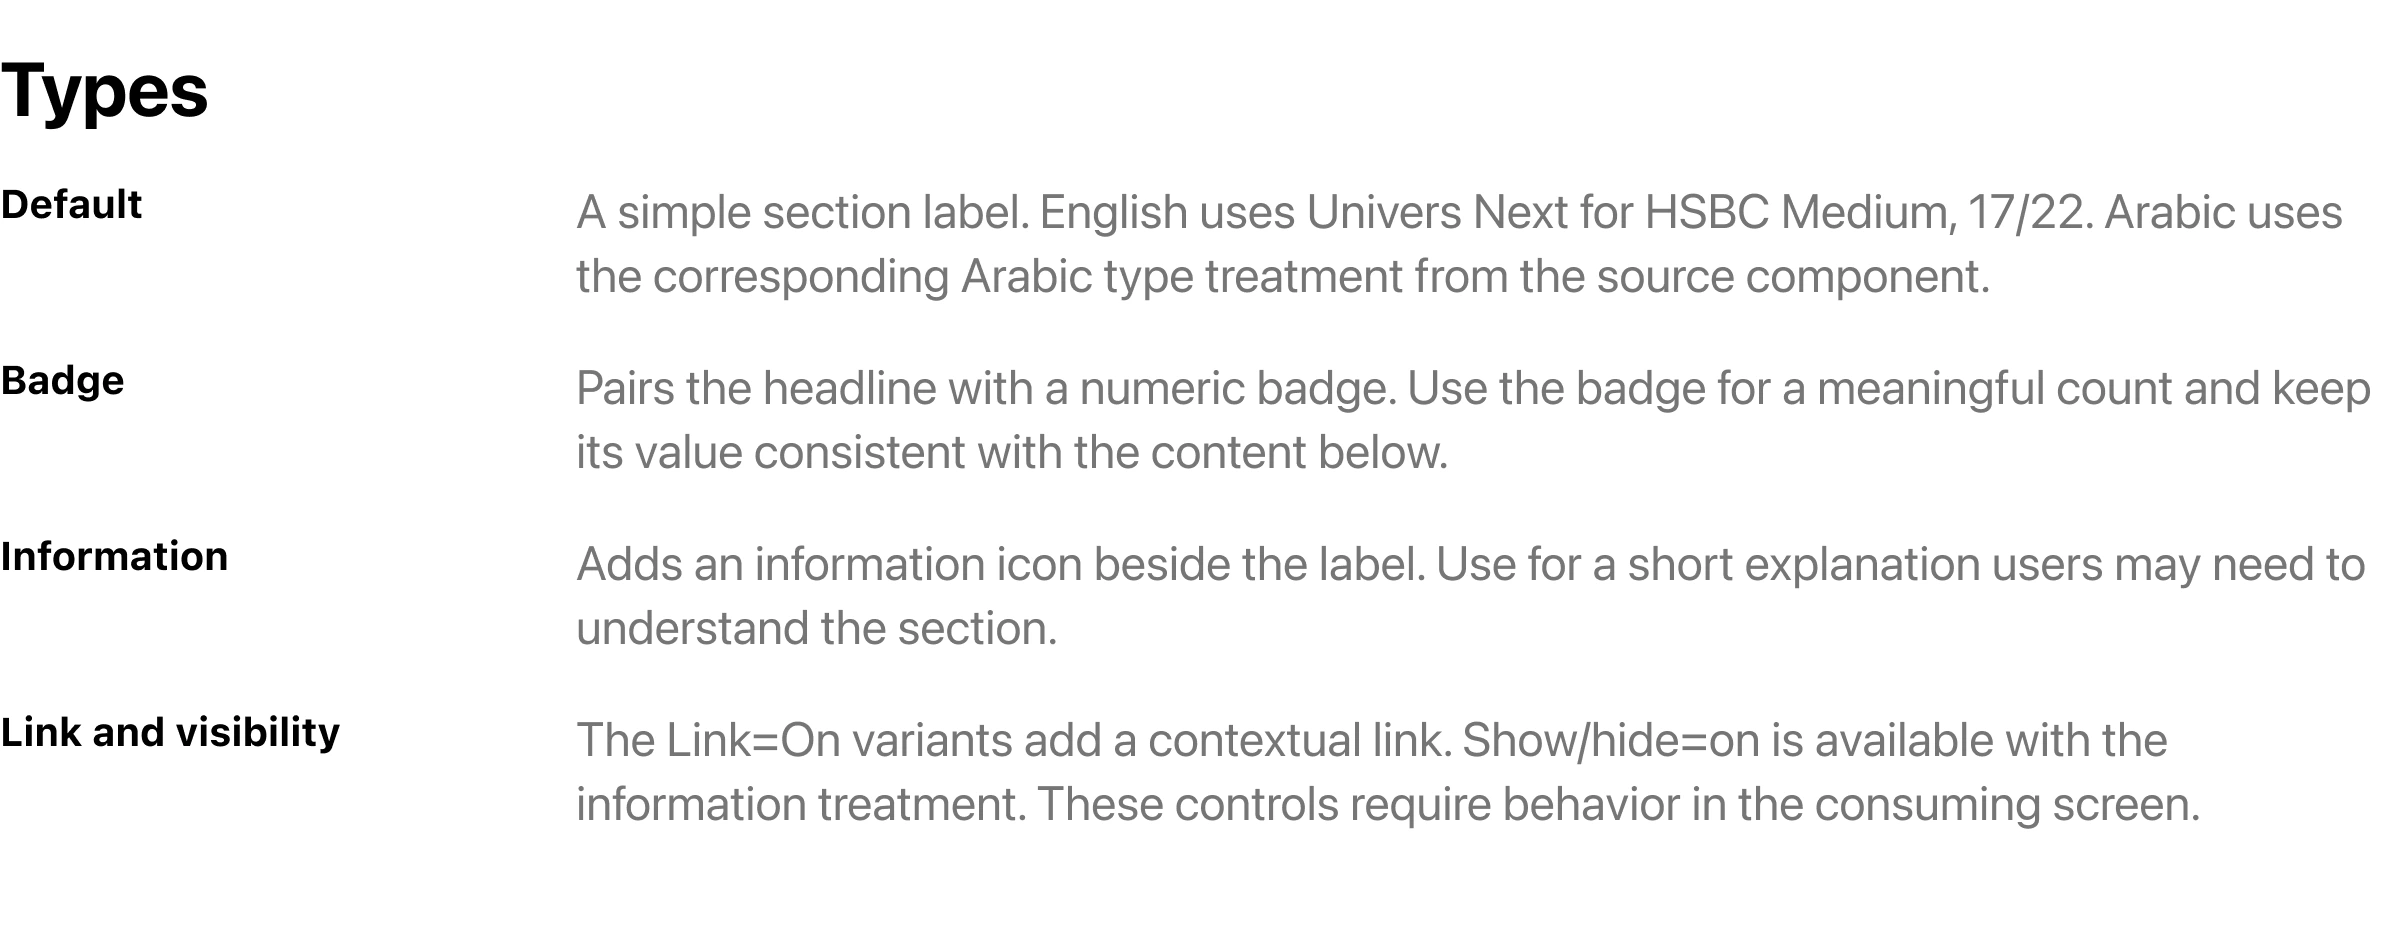 Types
Default
A simple section label. English uses Univers Next for HSBC Medium, 17/22. Arabic uses
the corresponding Arabic type treatment from the source component.
Badge
Pairs the headline with a numeric badge. Use the badge for a meaningful count and keep
its value consistent with the content below.
Information
Adds an information icon beside the label. Use for a short explanation users may need to
understand the section.
Link and visibility
The Link=On variants add a contextual link. Show/hide=on is available with the
information treatment. These controls require behavior in the consuming screen.